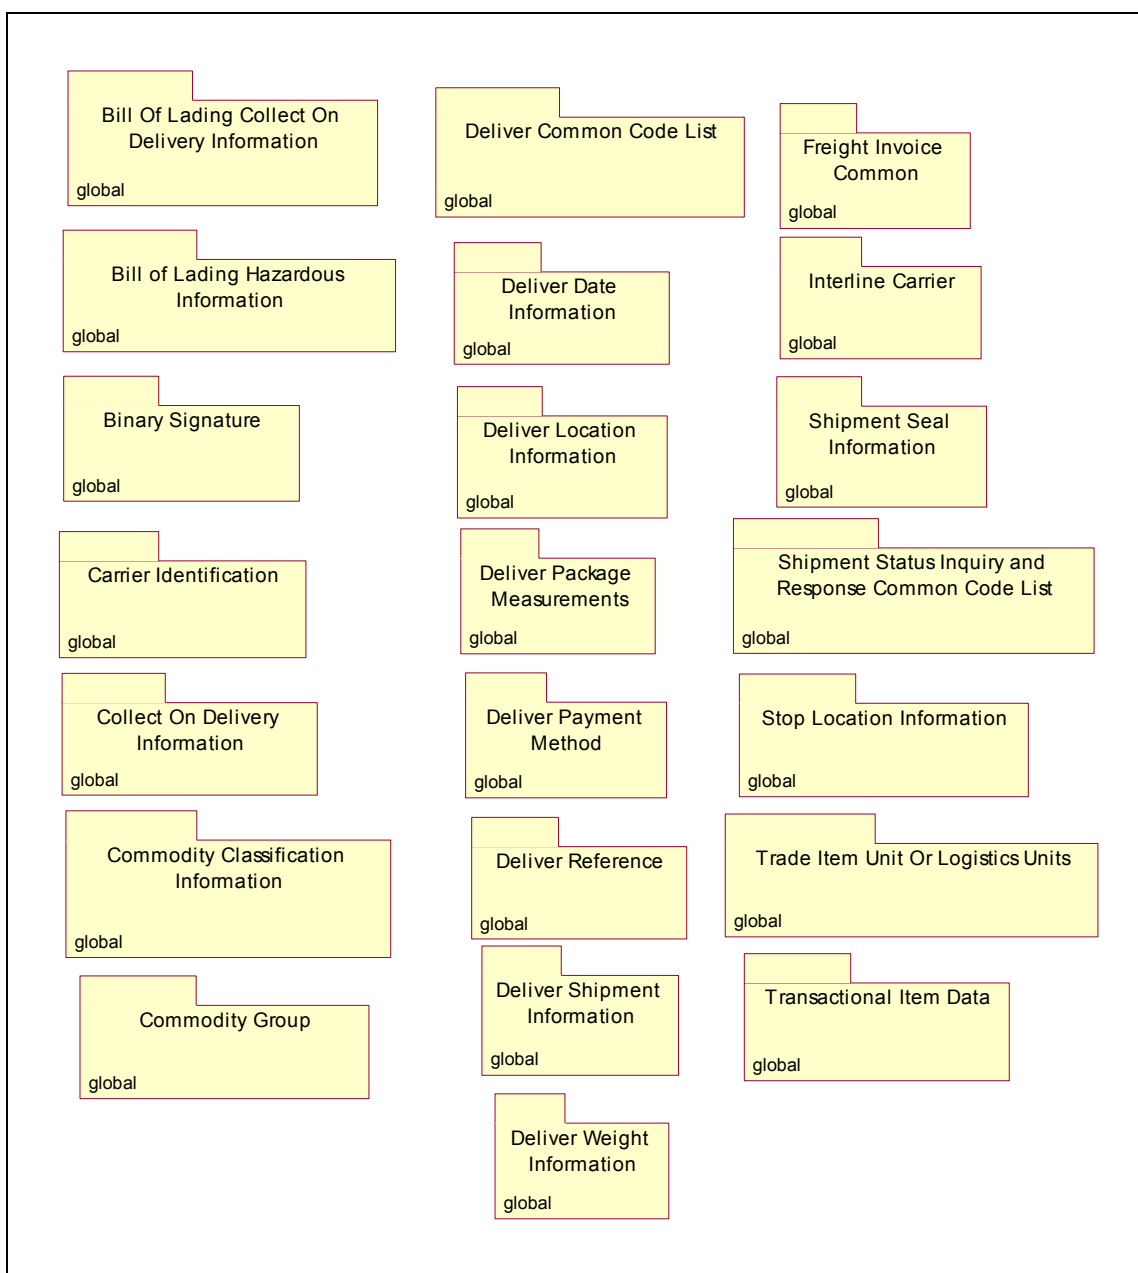 Bill Of Lading Collect On
Delivery Information
global
Bill of Lading Hazardous
Information
global
Binary Signature
global
Carrier Identification
global
Collect On Delivery
Information
global
Commodity Classification
Information
global
Commodity Group
global
Deliver Common Code List
global
Deliver Date
Information
global
Deliver Location
Information
global
Deliver Package
Measurements
global
Deliver Payment
Method
global
Deliver Reference
global
Deliver Shipment
Information
global
Deliver Weight
Information
global
Freight Invoice
Common
global
Interline Carrier
global
Shipment Seal
Information
global
Shipment Status Inquiry and
Response Common Code List
global
Stop Location Information
global
Trade Item Unit Or Logistics Units
global
Transactional Item Data
global